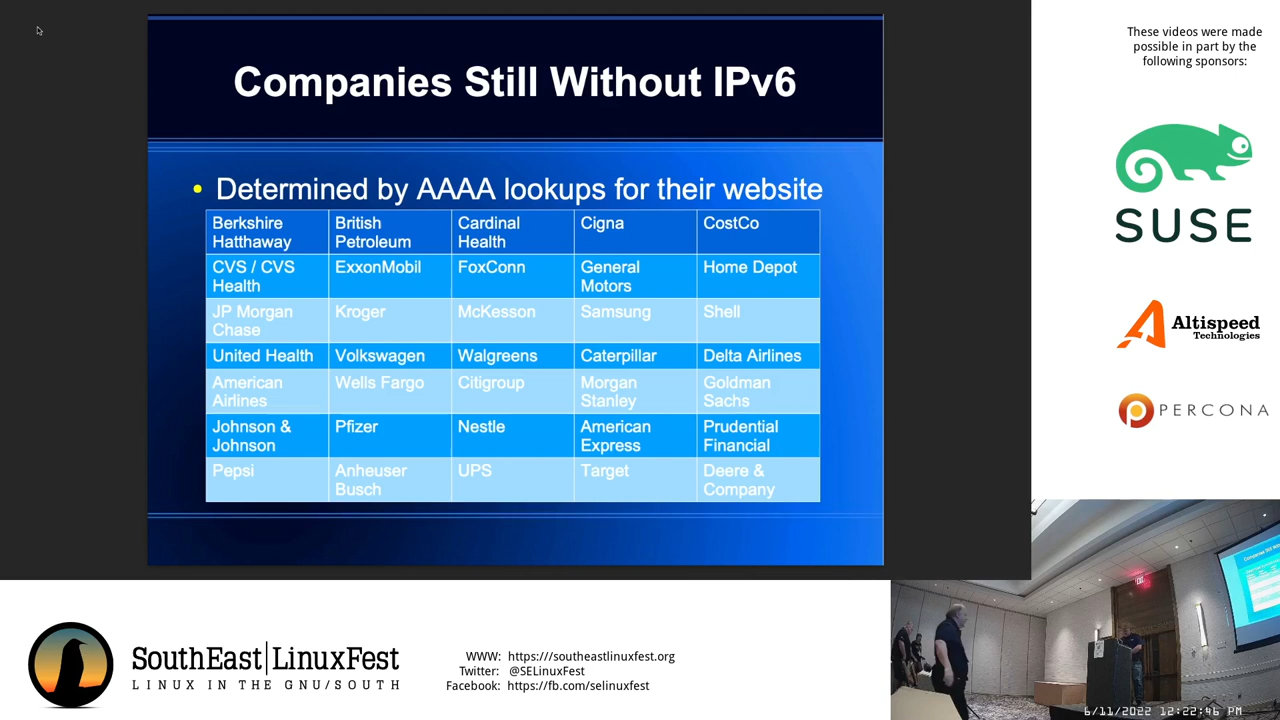 Companies Still Without IPv6
• Determined by AAAA lookups for their website
Berkshire Hatthaway
British Petroleum
Cardinal Health
Cigna
CostCo
CVS / CVS Health
ExxonMobil
FoxConn
General Motors
Home Depot
JP Morgan Chase
Kroger
McKesson
Samsung
Shell
United Health
Volkswagen
Walgreens
Caterpillar
Delta Airlines
American Airlines
Wells Fargo
Citigroup
Morgan Stanley
Goldman Sachs
Johnson & Johnson
Pfizer
Nestle
American Express
Prudential Financial
Pepsi
Anheuser Busch
UPS
Target
Deere & Company
These videos were made
possible in part by the
following sponsors:
SUSE
Altispeed
Technologies
PERCONA
SouthEast|LinuxFest
LINUX IN THE GNU/SOUTH
WWW: https:///southeastlinuxfest.org
Twitter: @SELinuxFest
Facebook: https://fb.com/selinuxfest
6/11/2022 12:22:46 PM